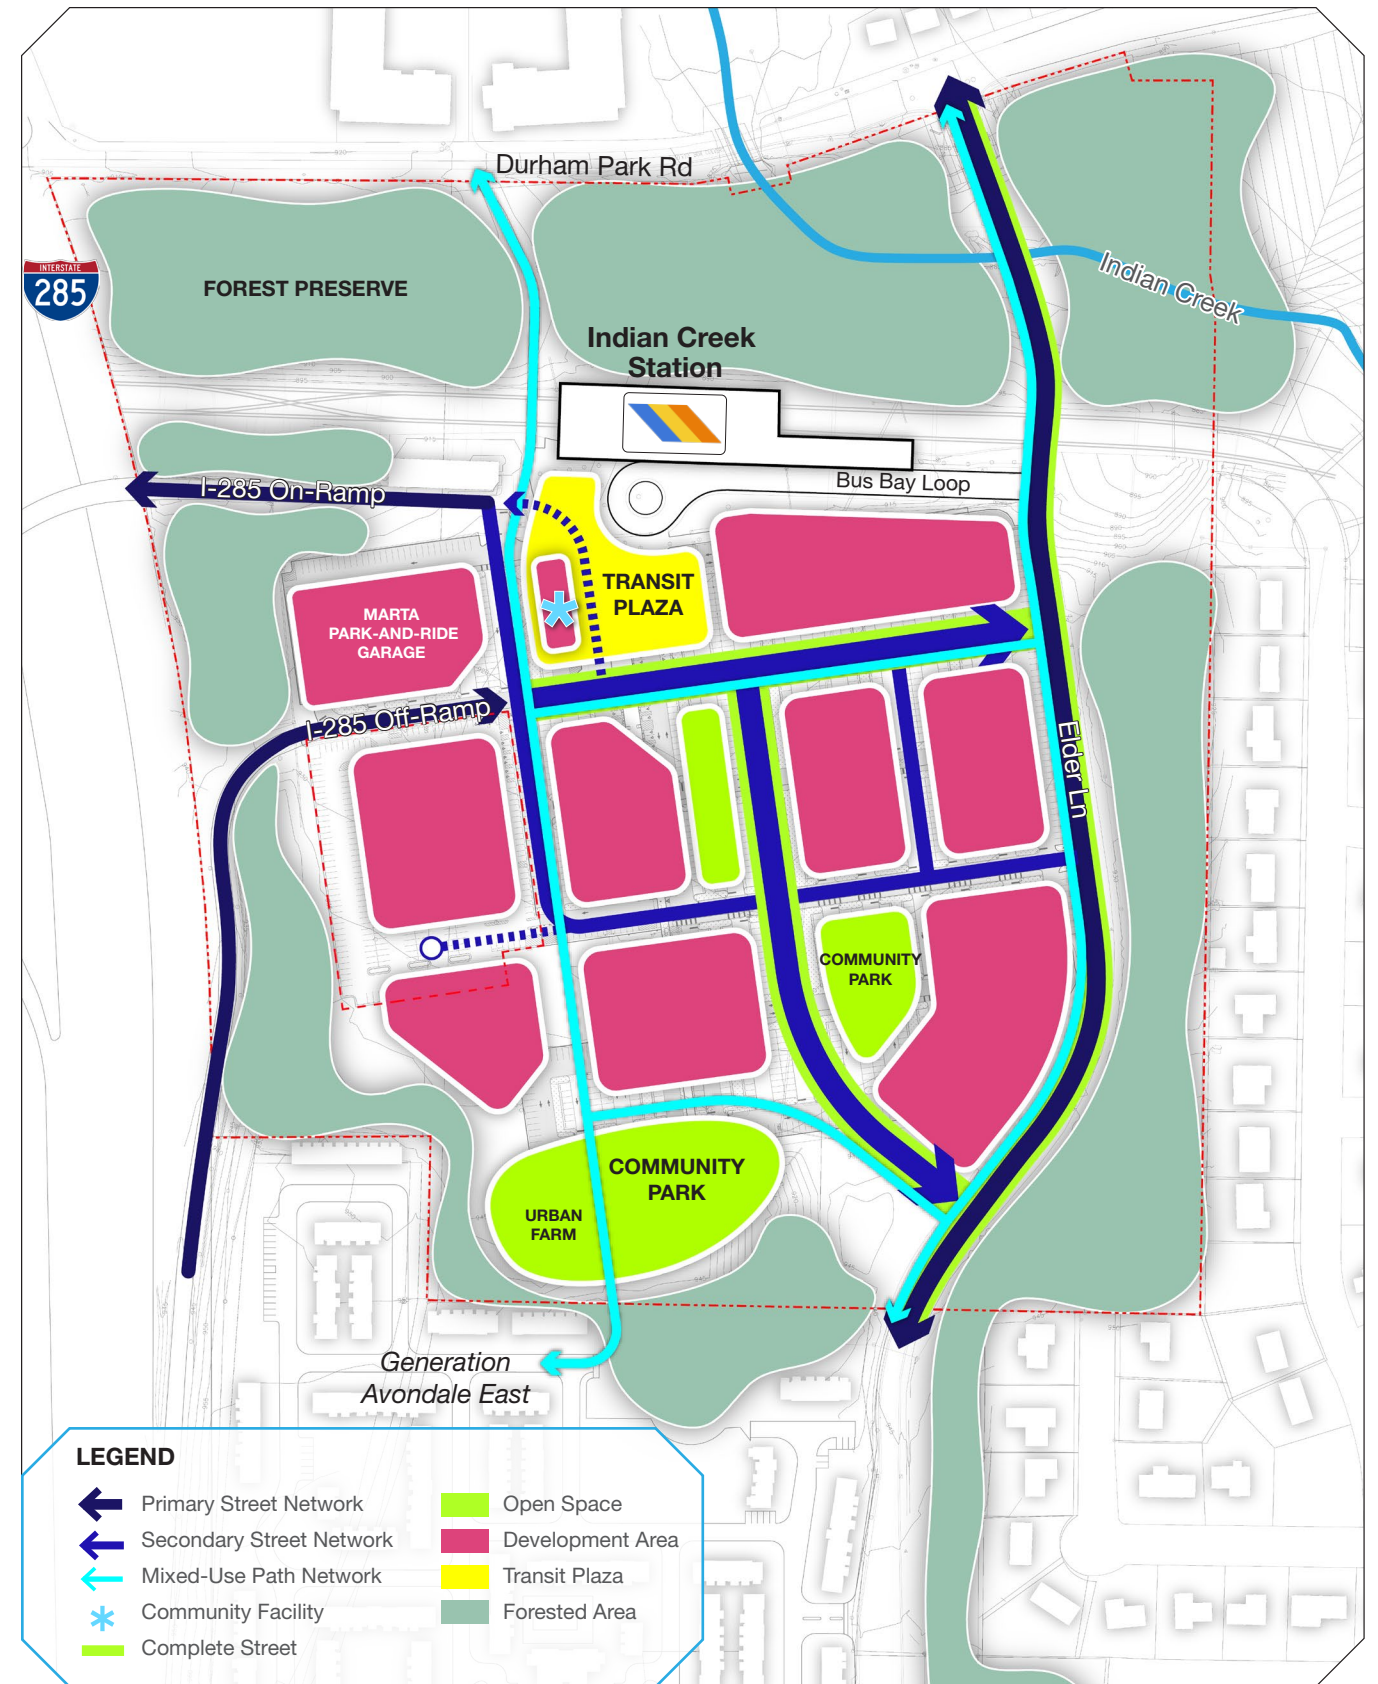 Durham Park Rd
INTERSTATE
285
FOREST PRESERVE
Indian Creek
Indian Creek
Station
Bus Bay Loop
I-285 On-Ramp
TRANSIT
PLAZA
MARTA
PARK-AND-RIDE
GARAGE
I-285 Off-Ramp
Elder Ln
COMMUNITY
PARK
COMMUNITY
PARK
URBAN
FARM
Generation
Avondale East
LEGEND
Primary Street Network
Secondary Street Network
Mixed-Use Path Network
Community Facility
Complete Street
Open Space
Development Area
Transit Plaza
Forested Area